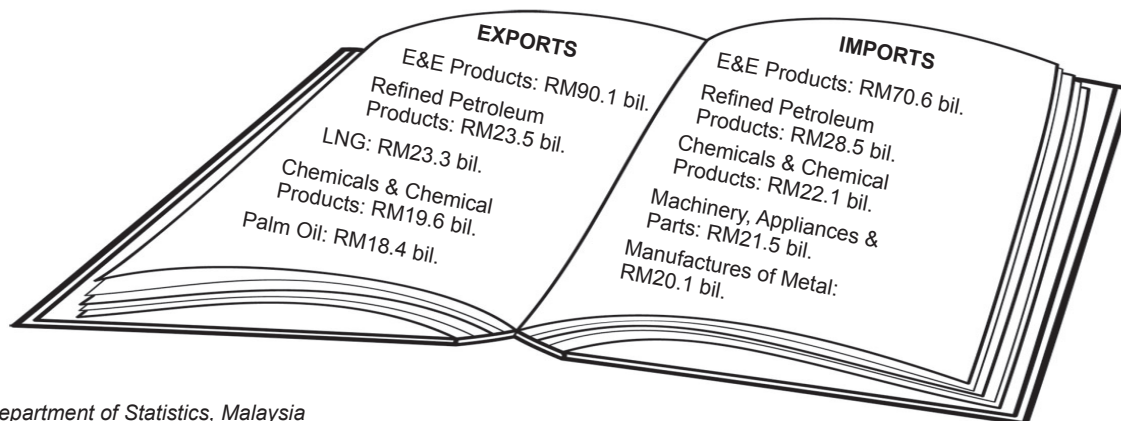 EXPORTS
E&E Products: RM90.1 bil.
Refined Petroleum
Products: RM23.5 bil.
LNG: RM23.3 bil.
Chemicals & Chemical
Products: RM19.6 bil.
Palm Oil: RM18.4 bil.
IMPORTS
E&E Products: RM70.6 bil.
Refined Petroleum
Products: RM28.5 bil.
Chemicals & Chemical
Products: RM22.1 bil.
Machinery, Appliances &
Parts: RM21.5 bil.
Manufactures of Metal:
RM20.1 bil.
of Statistics, Malaysia